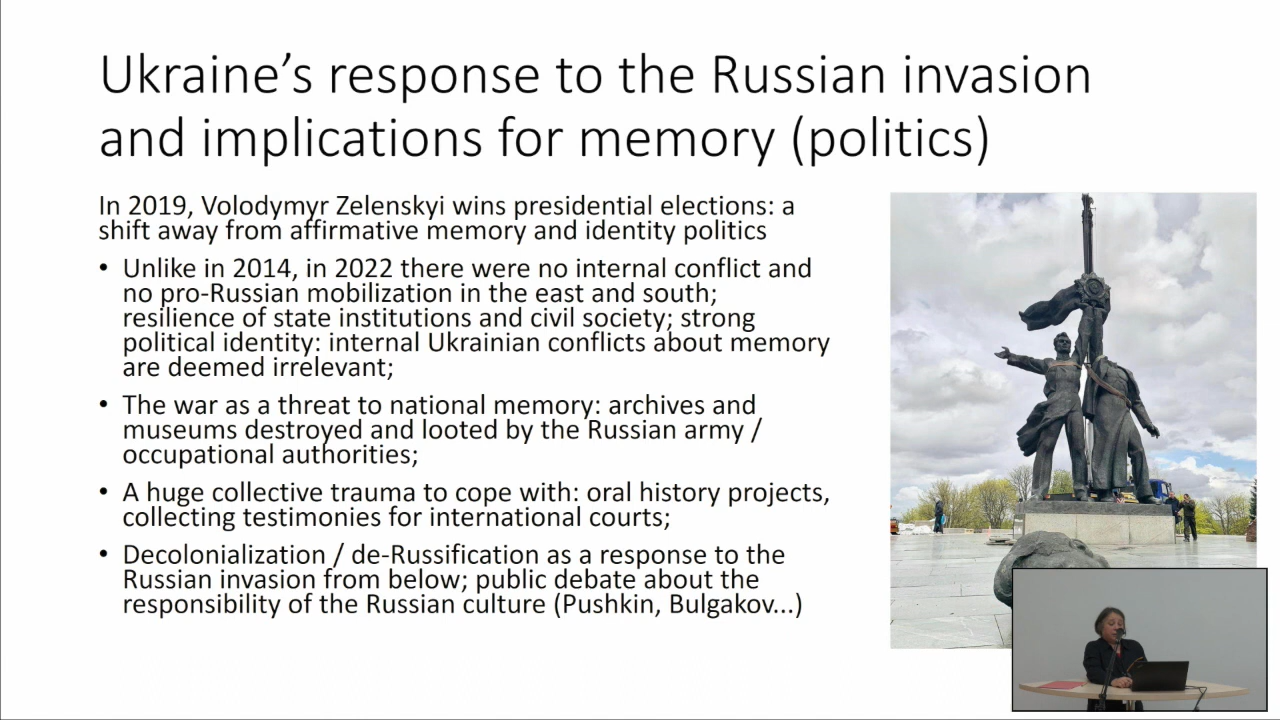 Ukraine’s response to the Russian invasion
and implications for memory (politics)
In 2019, Volodymyr Zelenskyi wins presidential elections: a
shift away from affirmative memory and identity politics
• Unlike in 2014, in 2022 there were no internal conflict and
no pro-Russian mobilization in the east and south;
resilience of state institutions and civil society; strong
political identity: internal Ukrainian conflicts about memory
are deemed irrelevant;
• The war as a threat to national memory: archives and
museums destroyed and looted by the Russian army /
occupational authorities;
• A huge collective trauma to cope with: oral history projects,
collecting testimonies for international courts;
• Decolonialization / de-Russification as a response to the
Russian invasion from below; public debate about the
responsibility of the Russian culture (Pushkin, Bulgakov...)